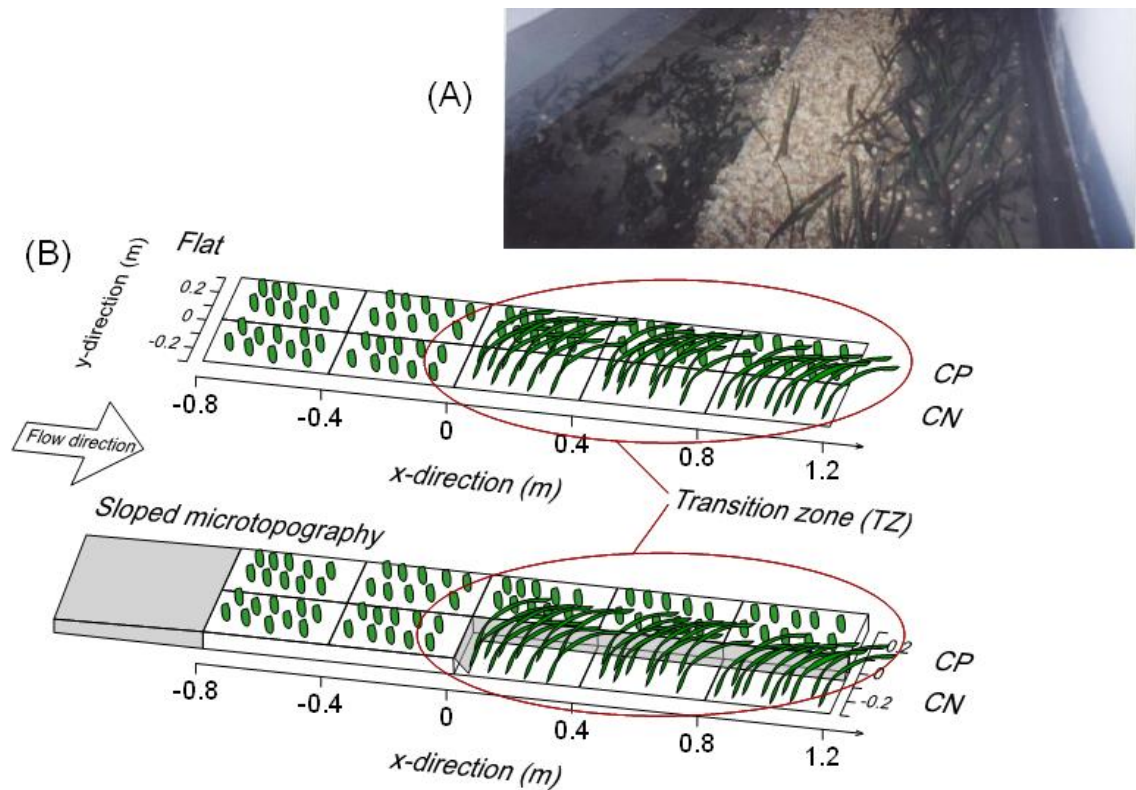 (A)
(B)
Flat
y-direction (m)
0.2
0
-0.2
CP
CN
-0.8
-0.4
0
0.4
0.8
1.2
Flow direction
x-direction (m)
Transition zone (TZ)
Sloped microtopography
0.2
0
-0.2
CP
CN
-0.8
-0.4
0
0.4
0.8
1.2
x-direction (m)